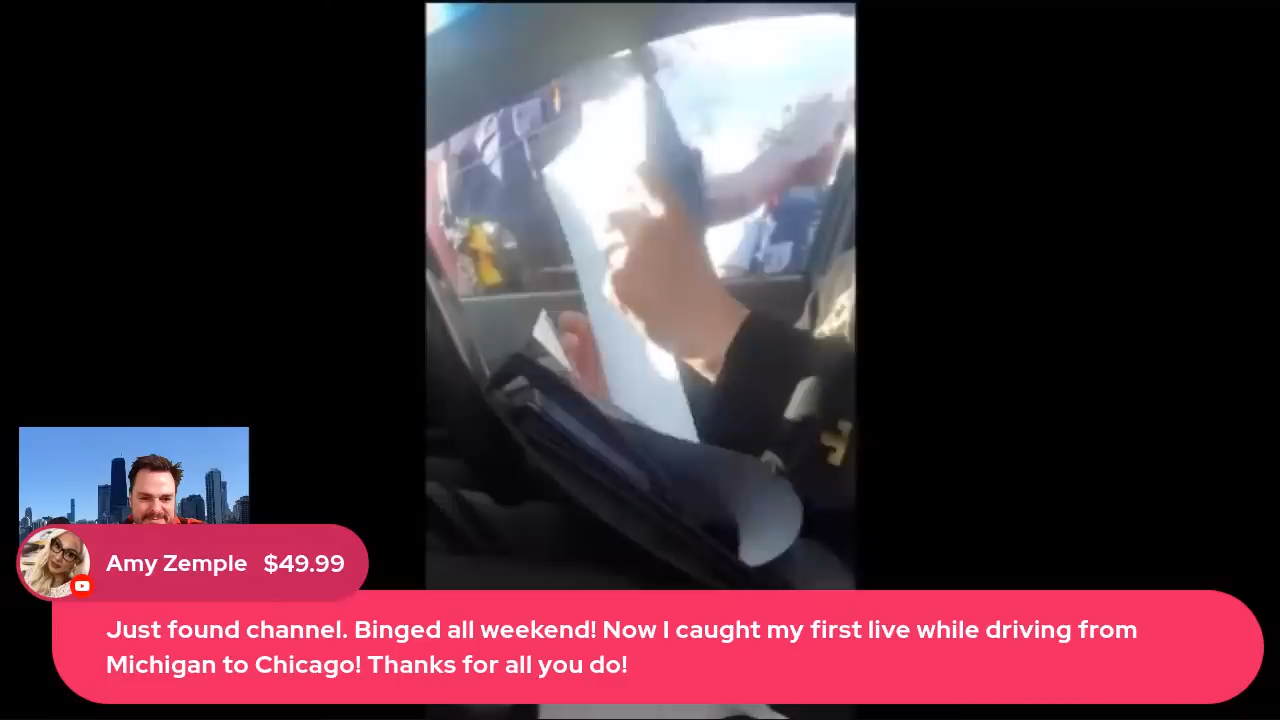 Amy Zemple $49.99
Just found channel. Binged all weekend! Now I caught my first live while driving from
Michigan to Chicago! Thanks for all you do!